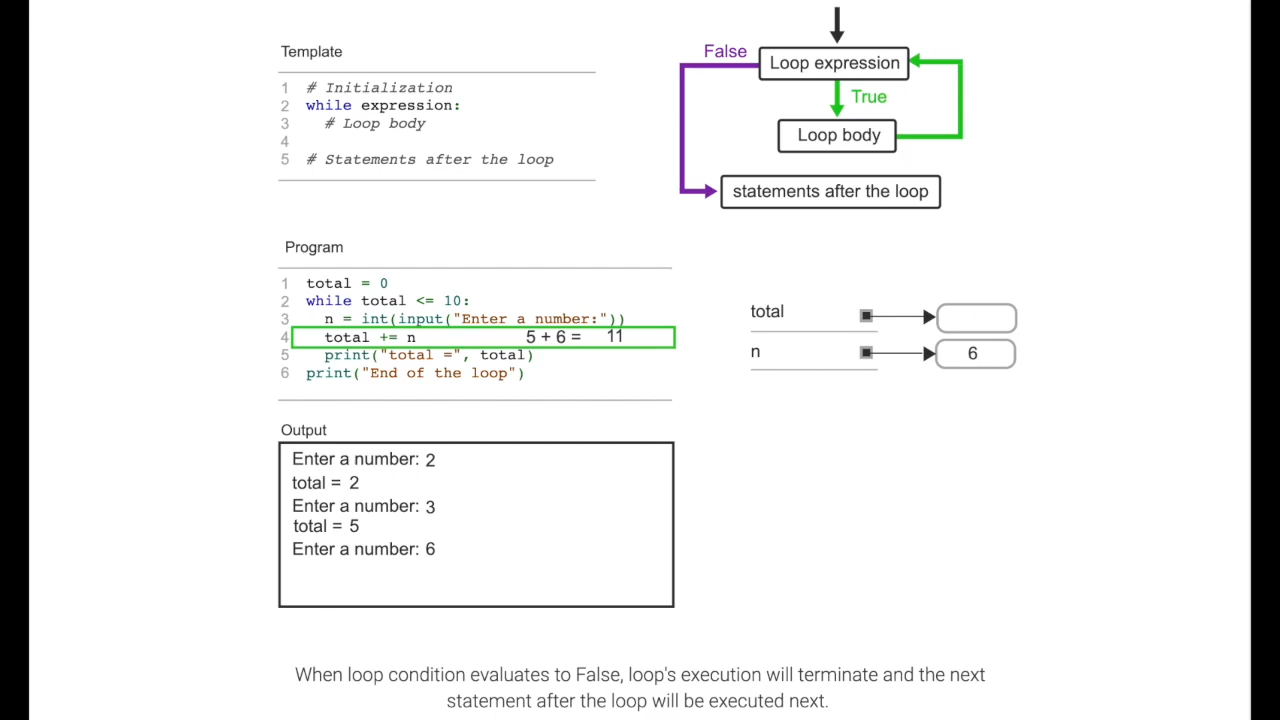 Template
1 # Initialization
2 while expression:
3 # Loop body
4
5 # Statements after the loop
False
Loop expression
True
Loop body
statements after the loop
Program
1 total = 0
2 while total <= 10:
3 n = int(input("Enter a number:"))
4 total += n 5 + 6 = 11
5 print("total =", total)
6 print("End of the loop")
total
n 6
Output
Enter a number: 2
total = 2
Enter a number: 3
total = 5
Enter a number: 6
When loop condition evaluates to False, loop's execution will terminate and the next
statement after the loop will be executed next.